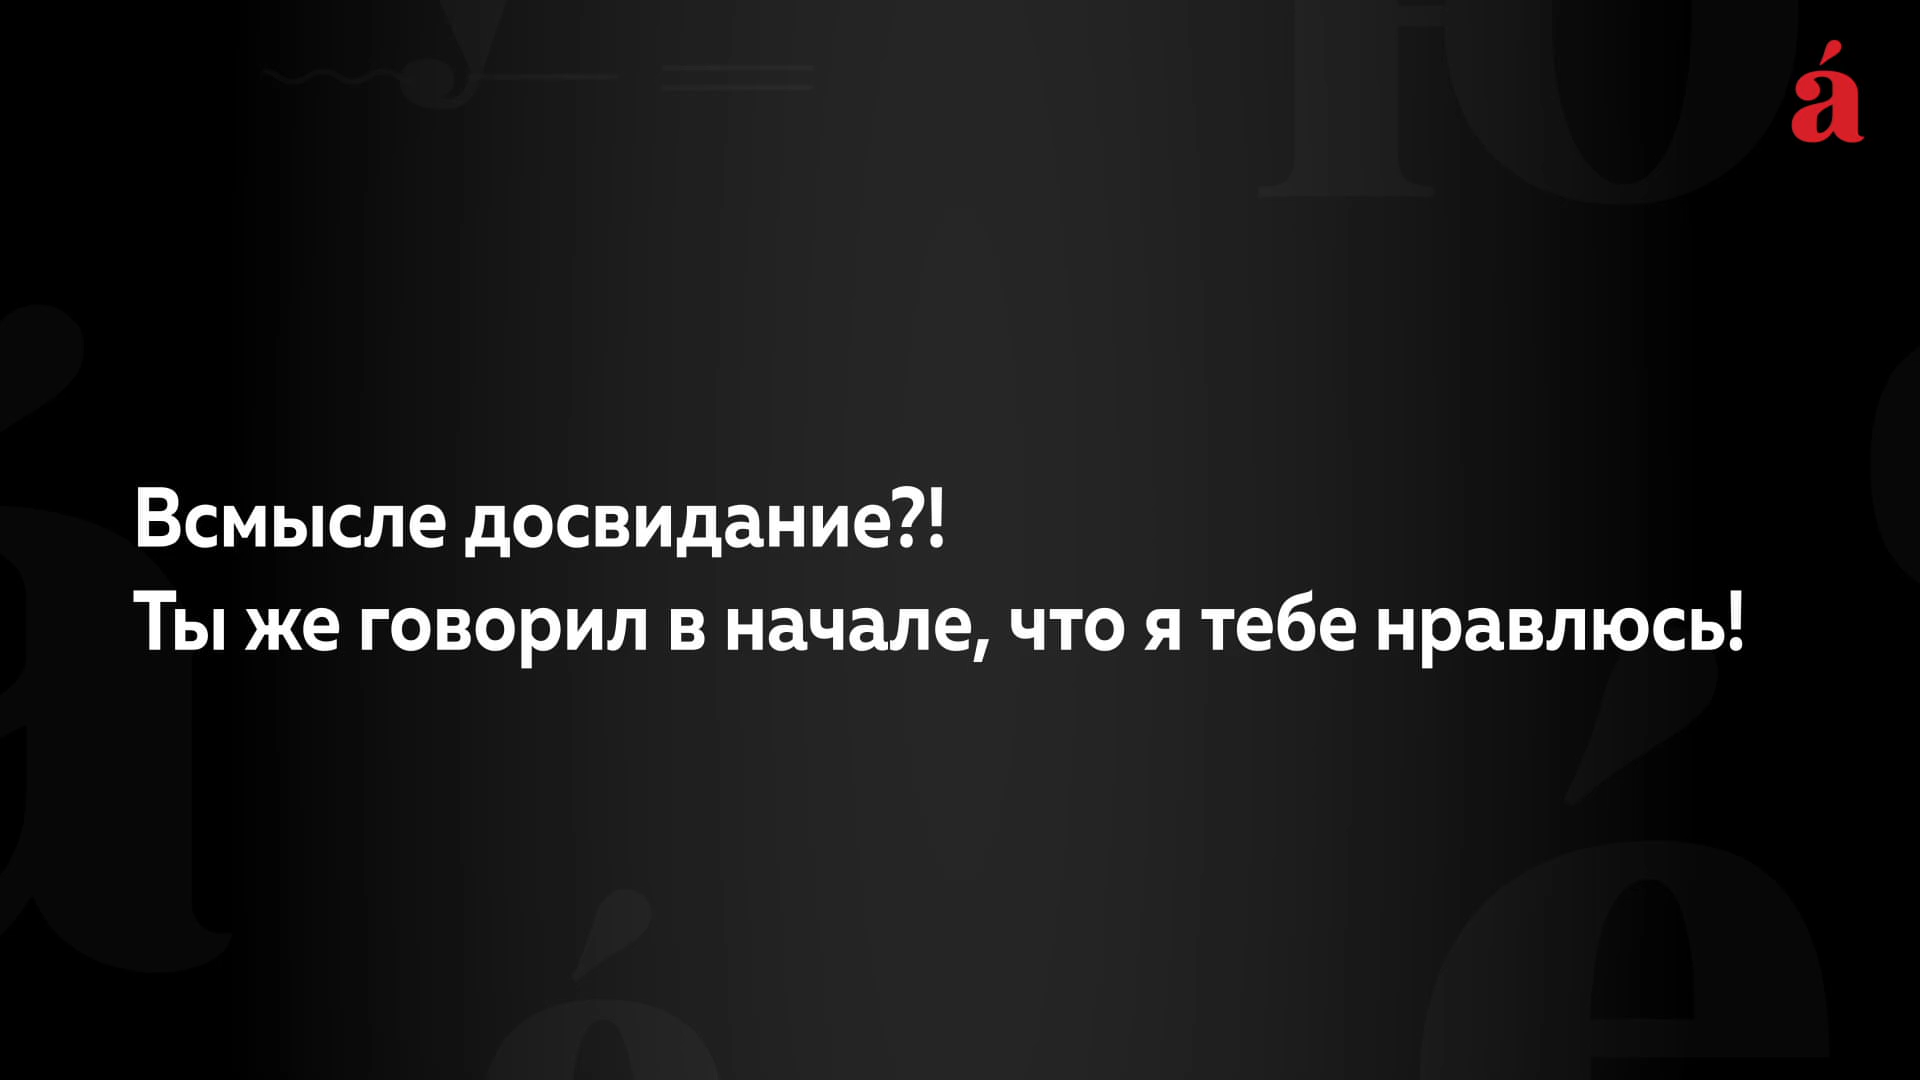 á
Всмысле досвидание?!
Ты же говорил в начале, что я тебе нравлюсь!